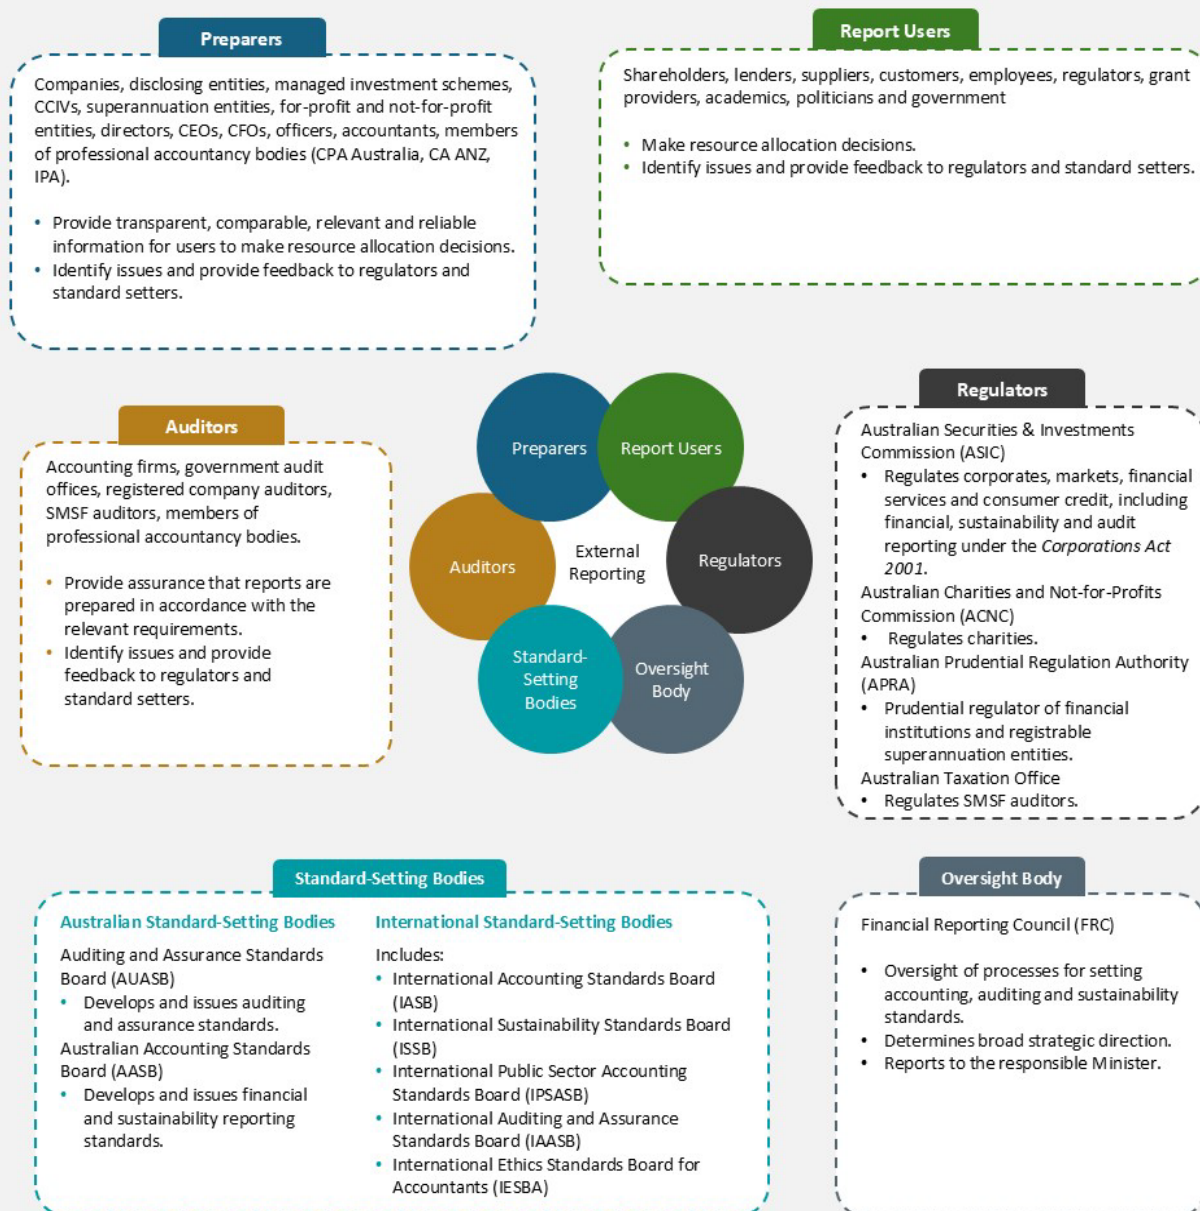 Preparers
Companies, disclosing entities, managed investment schemes,
CCIVs, superannuation entities, for-profit and not-for-profit
entities, directors, CEOs, CFOs, officers, accountants, members
of professional accountancy bodies (CPA Australia, CA ANZ,
IPA).
• Provide transparent, comparable, relevant and reliable
information for users to make resource allocation decisions.
• Identify issues and provide feedback to regulators and
standard setters.
Report Users
Shareholders, lenders, suppliers, customers, employees, regulators, grant
providers, academics, politicians and government
• Make resource allocation decisions.
• Identify issues and provide feedback to regulators and standard setters.
Auditors
Accounting firms, government audit
offices, registered company auditors,
SMSF auditors, members of
professional accountancy bodies.
• Provide assurance that reports are
prepared in accordance with the
relevant requirements.
• Identify issues and provide
feedback to regulators and
standard setters.
Preparers
Report Users
Auditors
External
Reporting
Regulators
Standard-
Setting
Bodies
Oversight
Body
Regulators
Australian Securities & Investments
Commission (ASIC)
• Regulates corporates, markets, financial
services and consumer credit, including
financial, sustainability and audit
reporting under the Corporations Act
2001.
Australian Charities and Not-for-Profits
Commission (ACNC)
• Regulates charities.
Australian Prudential Regulation Authority
(APRA)
• Prudential regulator of financial
institutions and registrable
superannuation entities.
Australian Taxation Office
• Regulates SMSF auditors.
Standard-Setting Bodies
Australian Standard-Setting Bodies
Auditing and Assurance Standards
Board (AUASB)
• Develops and issues auditing
and assurance standards.
Australian Accounting Standards
Board (AASB)
• Develops and issues financial
and sustainability reporting
standards.
International Standard-Setting Bodies
Includes:
• International Accounting Standards Board
(IASB)
• International Sustainability Standards Board
(ISSB)
• International Public Sector Accounting
Standards Board (IPSASB)
• International Auditing and Assurance
Standards Board (IAASB)
• International Ethics Standards Board for
Accountants (IESBA)
Oversight Body
Financial Reporting Council (FRC)
• Oversight of processes for setting
accounting, auditing and sustainability
standards.
• Determines broad strategic direction.
• Reports to the responsible Minister.